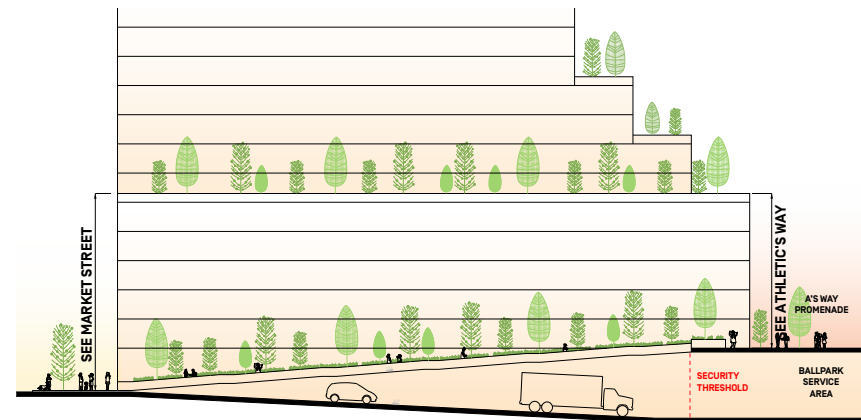 SEE MARKET STREET
SEE ATHLETIC'S WAY
A'S WAY
PROMENADE
SECURITY
THRESHOLD
BALLPARK
SERVICE
AREA